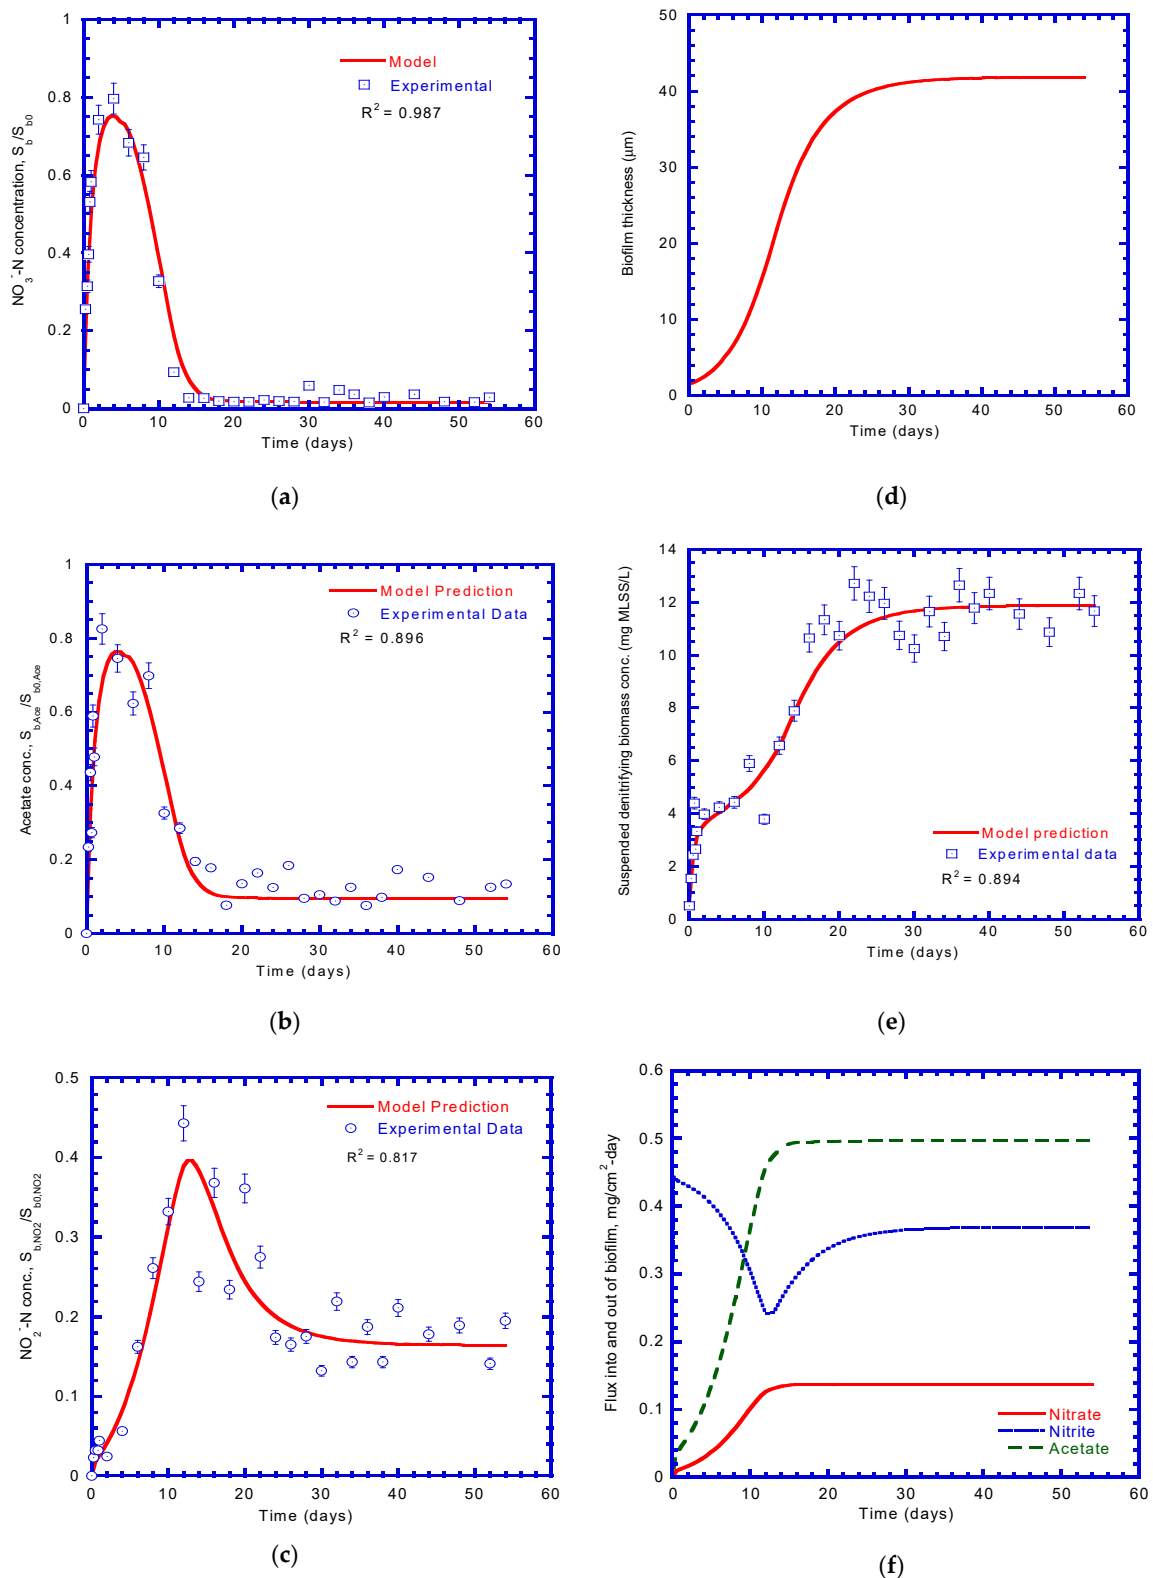 1
0.8
0.6
0.4
0.2
0
0 10 20 30 40 50 60
NO3--N concentration, Sb/Sb0
Time (days)
Model
Experimental
R2 = 0.987
(a)
50
40
30
20
10
0
0 10 20 30 40 50 60
Biofilm thickness (μm)
Time (days)
(d)
1
0.8
0.6
0.4
0.2
0
0 10 20 30 40 50 60
Acetate conc., Sb,Ace/Sb0,Ace
Time (days)
Model Prediction
Experimental Data
R2 = 0.896
(b)
14
12
10
8
6
4
2
0
0 10 20 30 40 50 60
Suspended denitrifying biomass conc. (mg MLSS/L)
Time (days)
Model prediction
Experimental data
R2 = 0.894
(e)
0.5
0.4
0.3
0.2
0.1
0
0 10 20 30 40 50 60
NO2--N conc., Sb,NO2/Sb0,NO2
Time (days)
Model Prediction
Experimental Data
R2 = 0.817
(c)
0.6
0.5
0.4
0.3
0.2
0.1
0
0 10 20 30 40 50 60
Flux into and out of biofilm, mg/cm2-day
Time (days)
Nitrate
Nitrite
Acetate
(f)